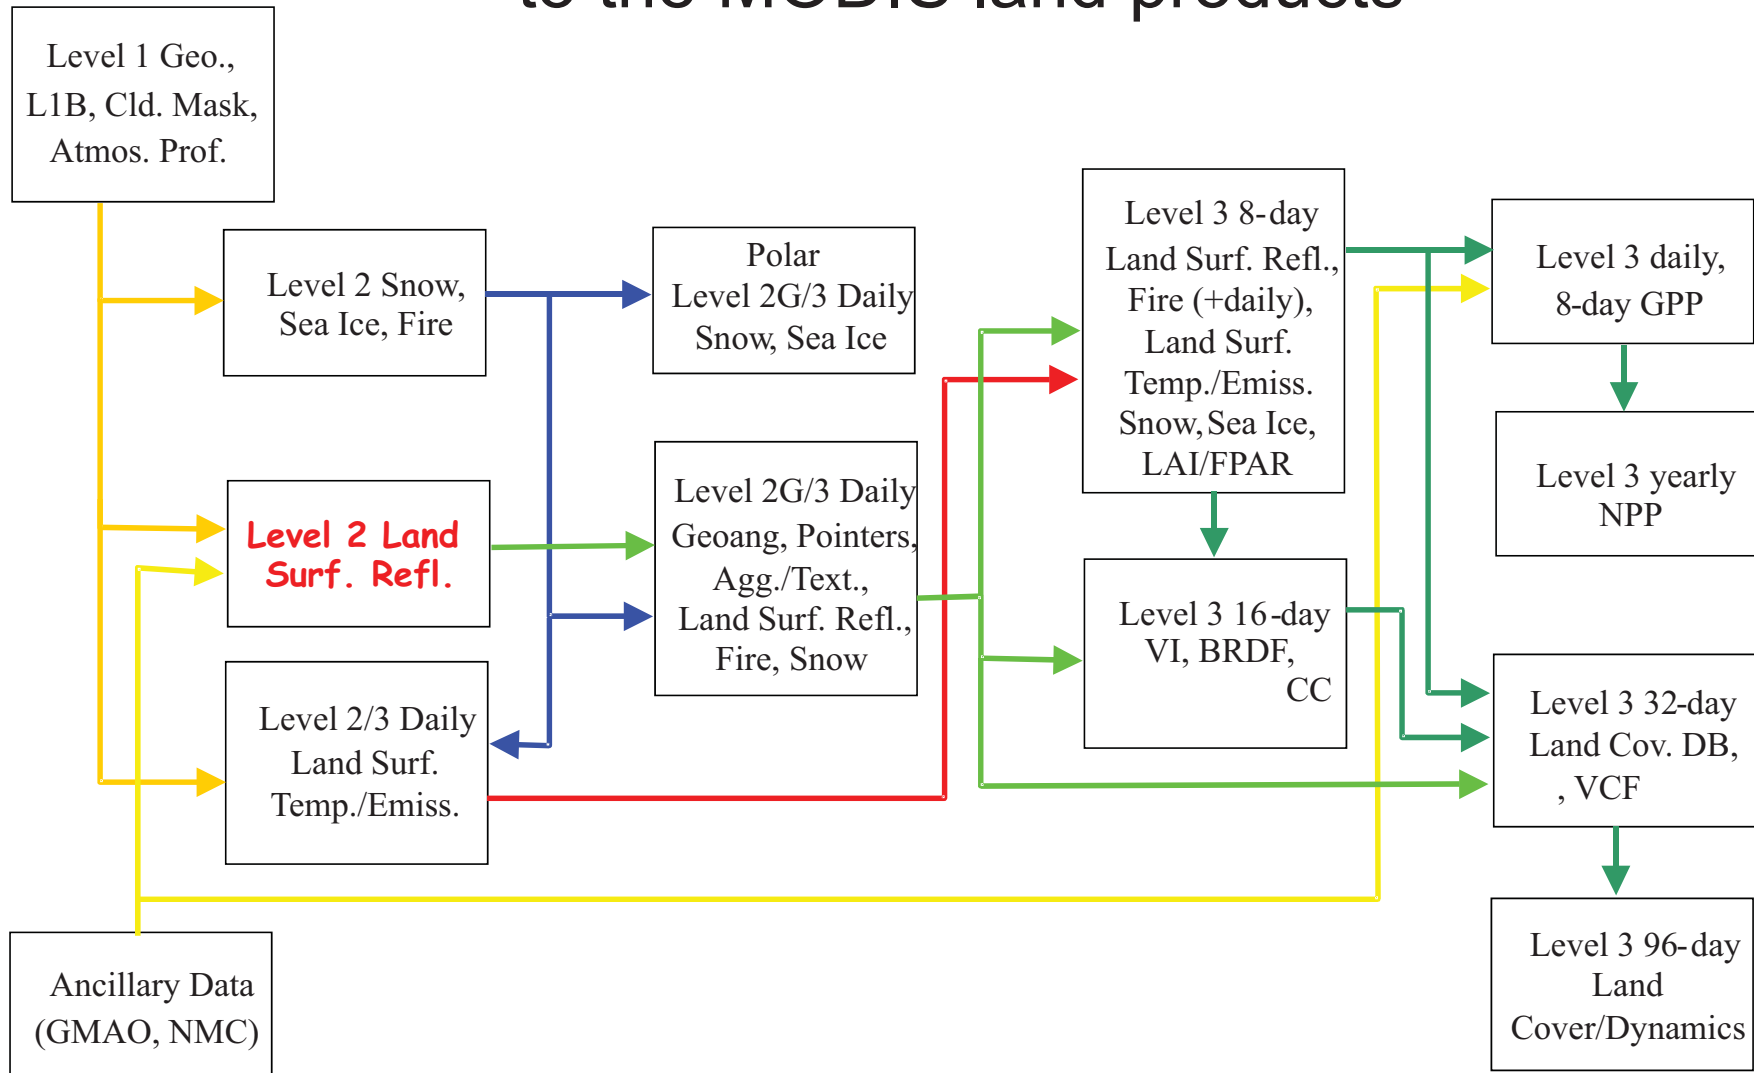 to the MODIS land products
Level 1 Geo.,
L1B, Cld. Mask,
Atmos. Prof.
Level 2 Snow,
Sea Ice, Fire
Polar
Level 2G/3 Daily
Snow, Sea Ice
Level 3 8-day
Land Surf. Refl.,
Fire (+daily),
Land Surf.
Temp./Emiss.
Snow, Sea Ice,
LAI/FPAR
Level 3 daily,
8-day GPP
Level 3 yearly
NPP
Level 2 Land
Surf. Refl.
Level 2G/3 Daily
Geoang, Pointers,
Agg./Text.,
Land Surf. Refl.,
Fire, Snow
Level 3 16-day
VI, BRDF,
CC
Level 2/3 Daily
Land Surf.
Temp./Emiss.
Level 3 32-day
Land Cov. DB,
, VCF
Ancillary Data
(GMAO, NMC)
Level 3 96-day
Land
Cover/Dynamics